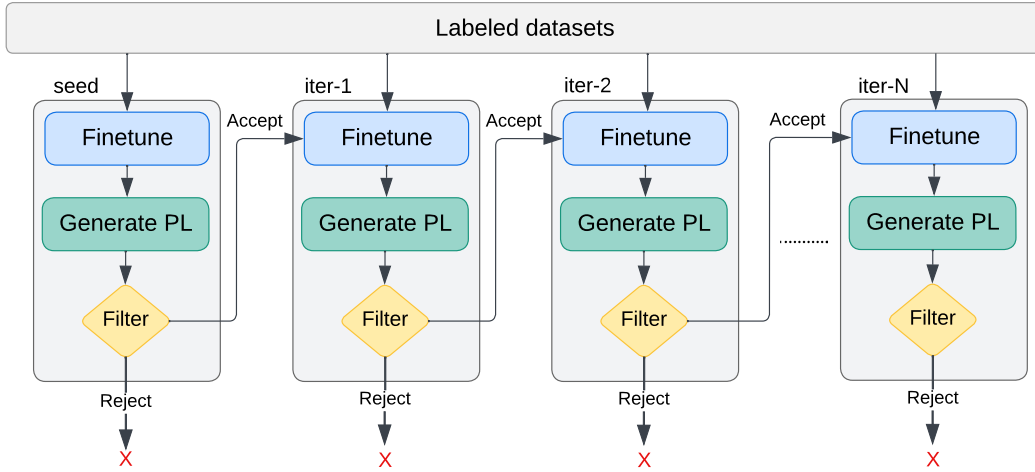 Labeled datasets
seed
iter-1
iter-2
iter-N
Accept
Accept
Accept
Finetune
Finetune
Finetune
Finetune
Generate PL
Generate PL
Generate PL
Generate PL
Filter
Filter
Filter
Filter
Reject
Reject
Reject
Reject
X
X
X
X